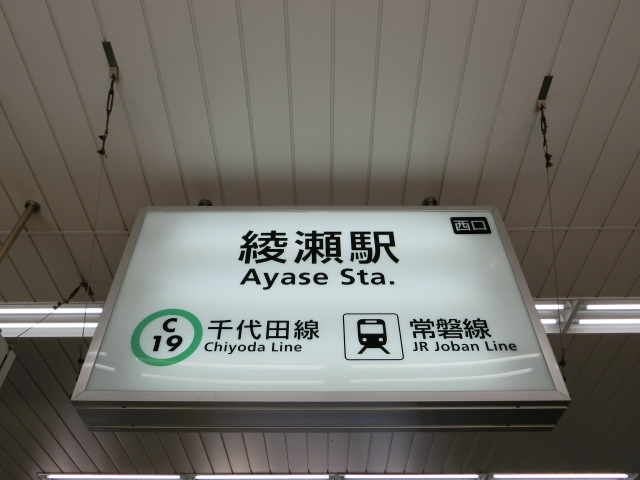 西口
綾瀬駅
Ayase Sta.
C
19
千代田線
Chiyoda Line
常磐線
JR Joban Line